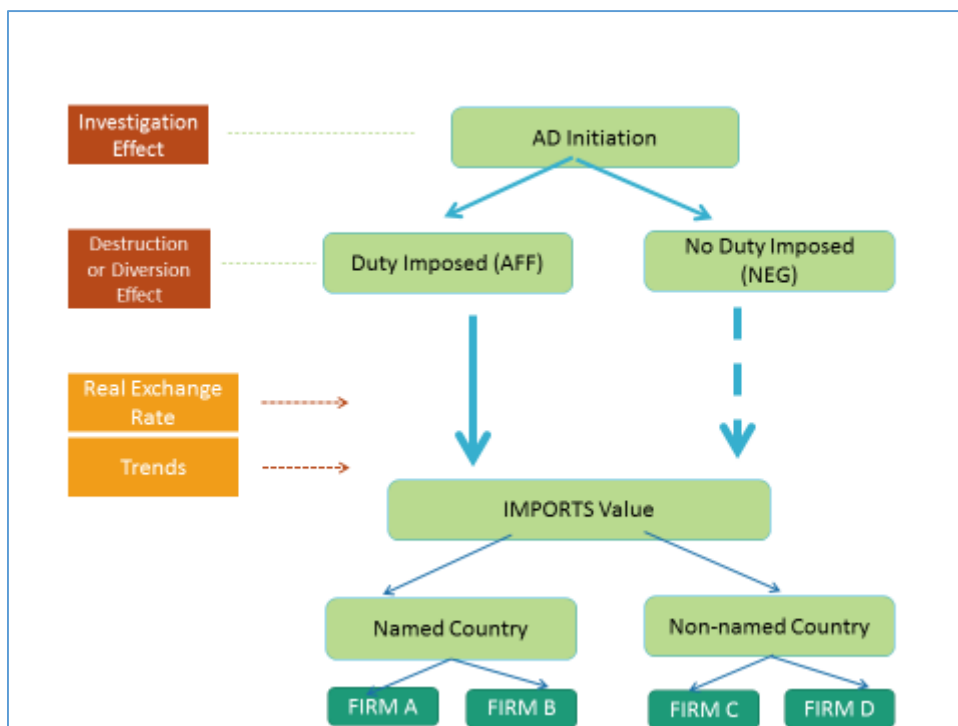 Investigation
Effect
AD Initiation
Destruction
or Diversion
Effect
Duty Imposed (AFF)
No Duty Imposed
(NEG)
Real Exchange
Rate
Trends
IMPORTS Value
Named Country
Non-named Country
FIRM A
FIRM B
FIRM C
FIRM D